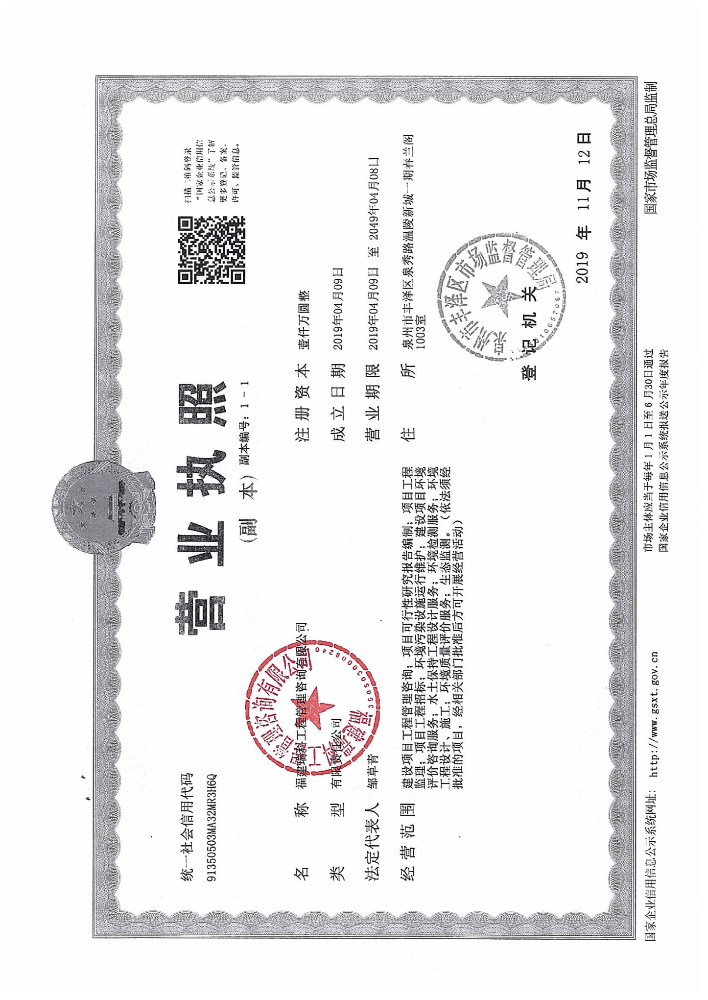 统一社会信用代码
91350503MA32MR3H6Q
营业执照
（副 本） 副本编号：1-1
扫描二维码登录
“国家企业信用信
息公示系统”了解
更多登记、备案、
许可、监管信息。
名 称 福建瑞科工程管理咨询有限公司
类 型 有限责任公司
法定代表人 邹草青
经营范围 建设项目工程管理咨询；项目可行性研究报告编制；项目工程
监理；项目工程招标；环境污染设施运行维护；建设项目环境
评价咨询服务；水土保持工程设计服务；环境检测服务；环境
工程设计、施工；环境质量评价服务；生态监测。（依法须经
批准的项目，经相关部门批准后方可开展经营活动）
注册资本 壹仟万圆整
成立日期 2019年04月09日
营业期限 2019年04月09日 至 2049年04月08日
住 所 泉州市丰泽区泉秀路温陵新城一期春兰阁
1003室
福建瑞科工程管理咨询有限公司
3505030008240
泉州市丰泽区市场监督管理局
登记机关
2019 年 11月 12日
国家企业信用信息公示系统网址： http://www.gsxt.gov.cn
市场主体应当于每年1月1日至6月30日通过
国家企业信用信息公示系统报送公示年度报告
国家市场监督管理总局监制